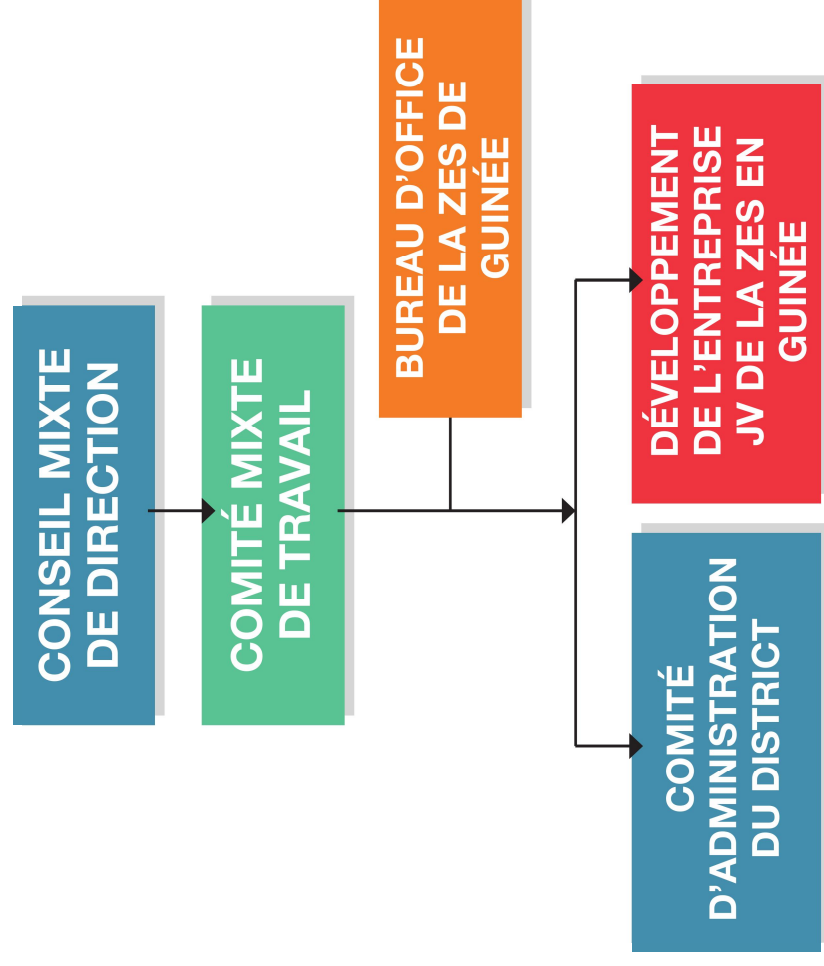 CONSEIL MIXTE
DE DIRECTION
COMITÉ MIXTE
DE TRAVAIL
BUREAU D'OFFICE
DE LA ZES DE
GUINÉE
COMITÉ
D'ADMINISTRATION
DU DISTRICT
DÉVELOPPEMENT
DE L'ENTREPRISE
JV DE LA ZES EN
GUINÉE